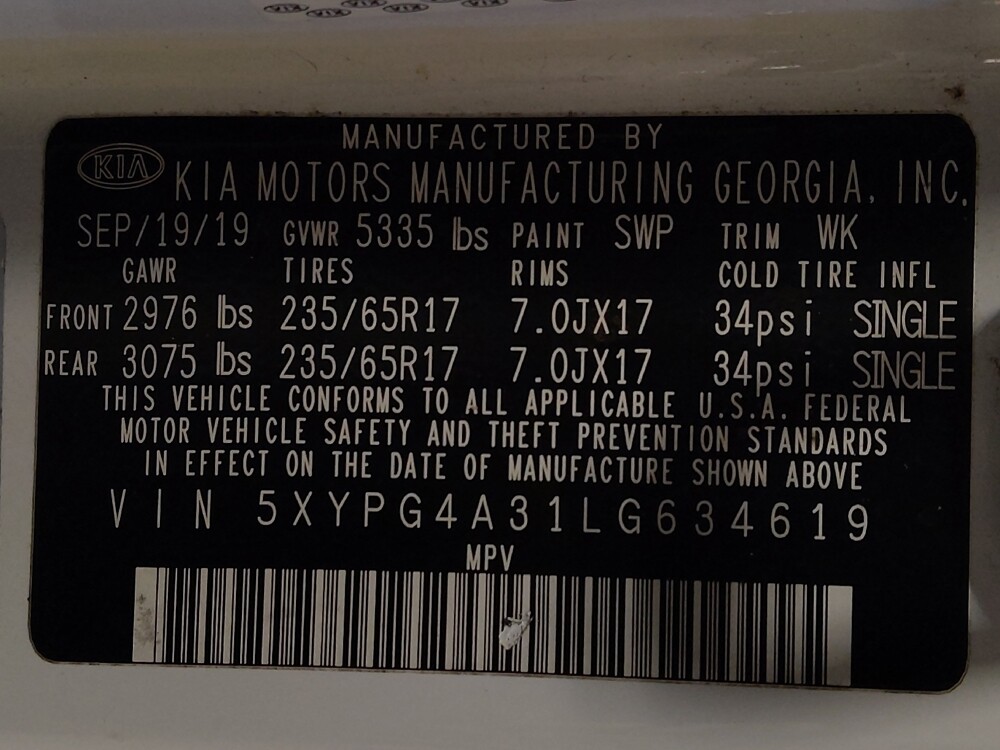 MANUFACTURED BY
KIA KIA MOTORS MANUFACTURING GEORGIA, INC.
SEP/19/19 GVWR 5335 lbs PAINT SWP TRIM WK
GAWR TIRES RIMS COLD TIRE INFL
FRONT 2976 lbs 235/65R17 7.0JX17 34psi SINGLE
REAR 3075 lbs 235/65R17 7.0JX17 34psi SINGLE
THIS VEHICLE CONFORMS TO ALL APPLICABLE U.S.A. FEDERAL
MOTOR VEHICLE SAFETY AND THEFT PREVENTION STANDARDS
IN EFFECT ON THE DATE OF MANUFACTURE SHOWN ABOVE
VIN 5XYPG4A31LG634619
MPV